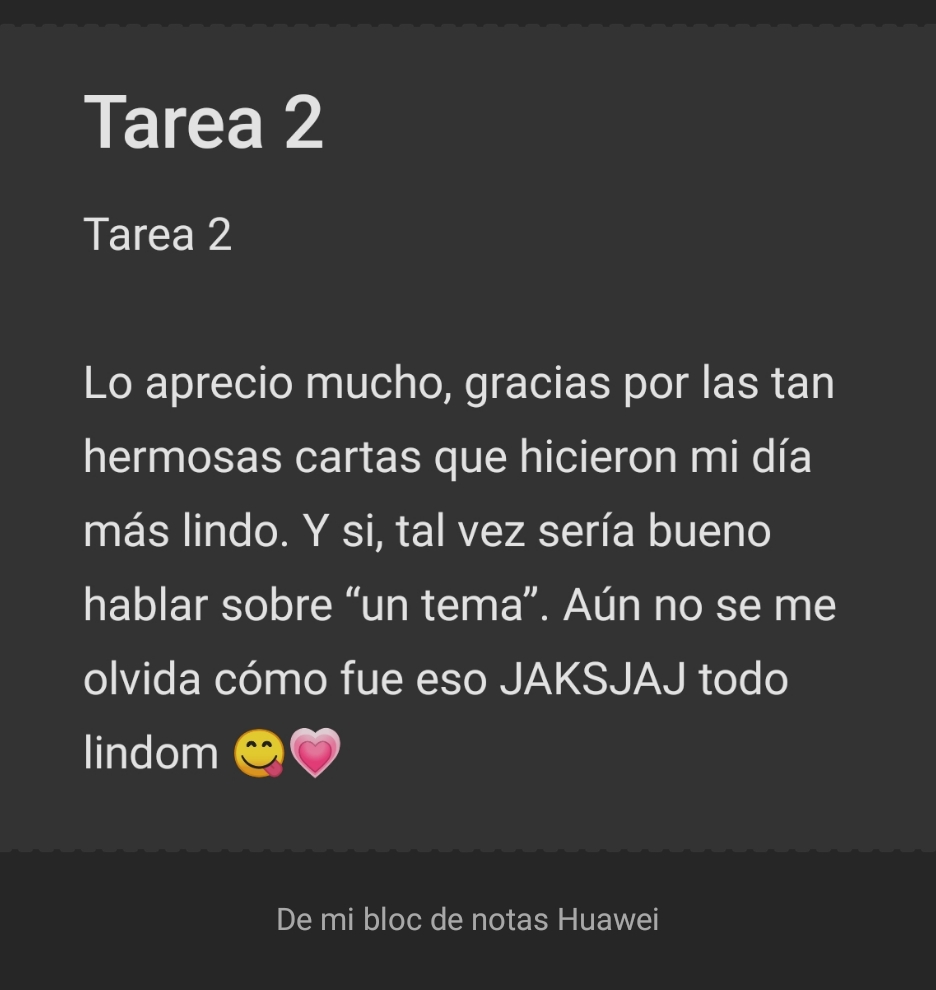 Tarea 2
Tarea 2
Lo aprecio mucho, gracias por las tan
hermosas cartas que hicieron mi día
más lindo. Y si, tal vez sería bueno
hablar sobre “un tema”. Aún no se me
olvida cómo fue eso JAKSJAJ todo
lindom 😋💗
De mi bloc de notas Huawei